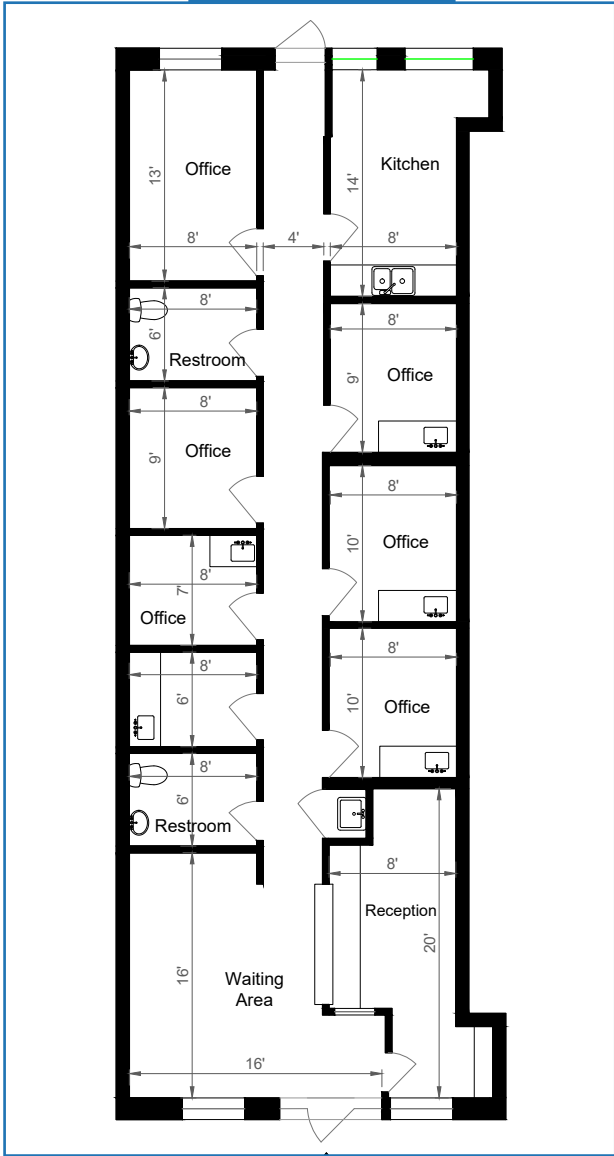 13'
Office
8'
4'
14'
Kitchen
8'
8'
6'
Restroom
8'
9'
Office
8'
9'
Office
8'
10'
Office
8'
7'
Office
8'
6'
8'
10'
Office
8'
6'
Restroom
8'
Reception
20'
16'
Waiting
Area
16'